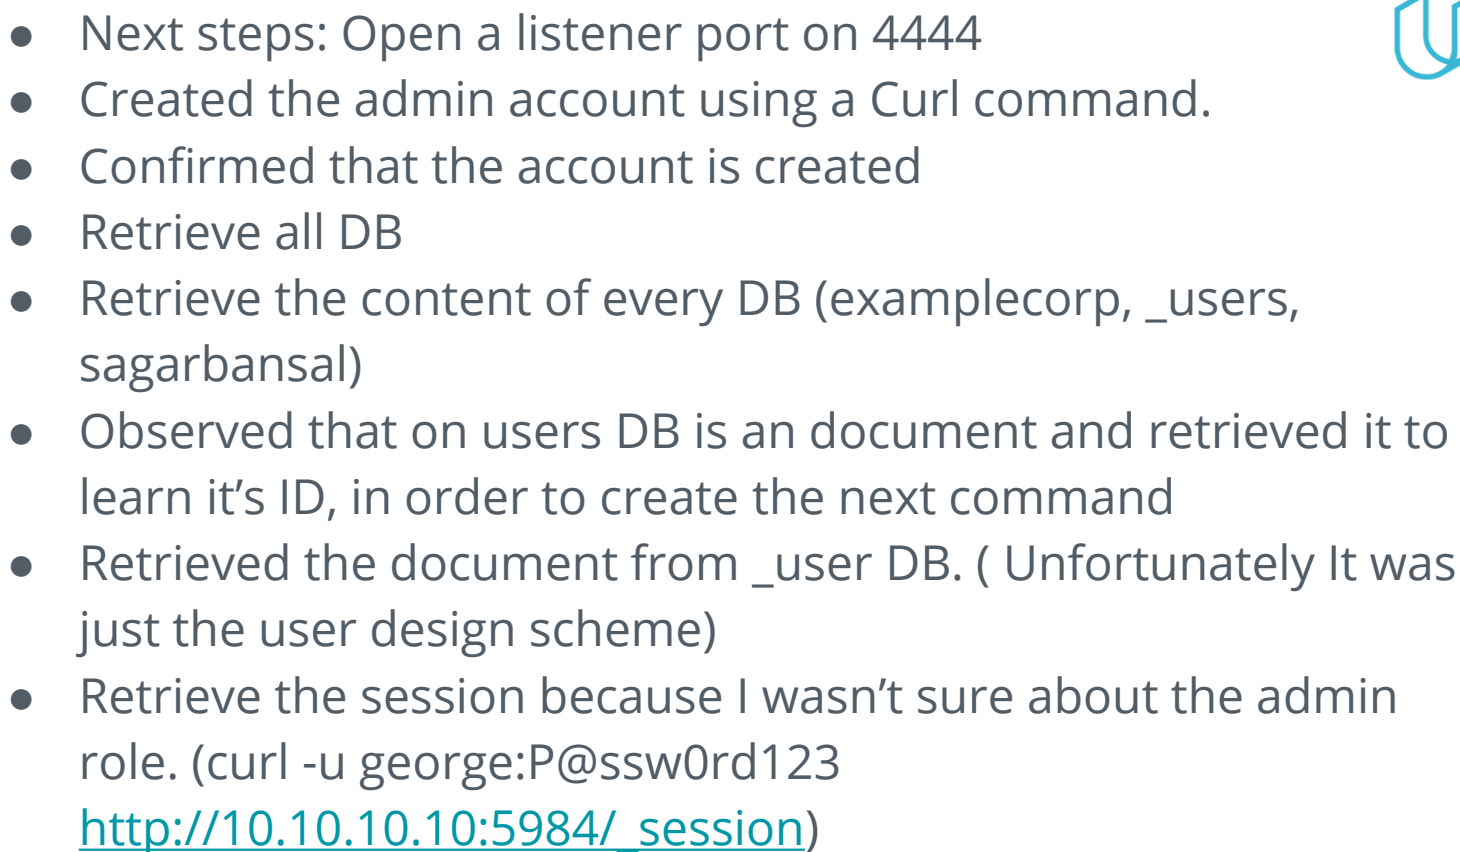 ● Next steps: Open a listener port on 4444
● Created the admin account using a Curl command.
● Confirmed that the account is created
● Retrieve all DB
● Retrieve the content of every DB (examplecorp, _users,
sagarbansal)
● Observed that on users DB is an document and retrieved it to
learn it’s ID, in order to create the next command
● Retrieved the document from _user DB. ( Unfortunately It was
just the user design scheme)
● Retrieve the session because I wasn’t sure about the admin
role. (curl -u george:P@ssw0rd123
http://10.10.10.10:5984/_session)